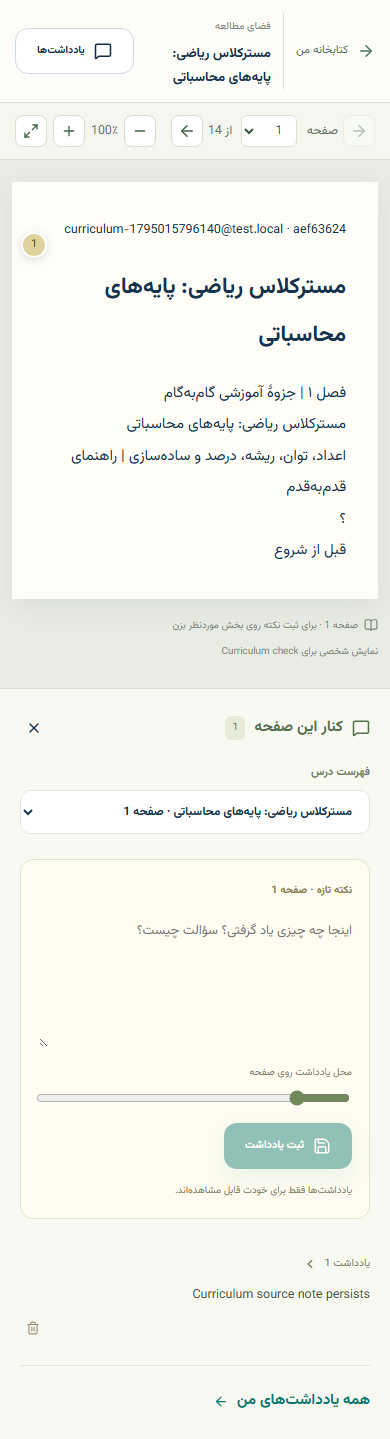 کتابخانه من
فضای مطالعه
مسترکلاس ریاضی:
پایه‌های محاسباتی
یادداشت‌ها
صفحه
1
از 14
100٪
curriculum-1795015796140@test.local · aef63624
1
مسترکلاس ریاضی: پایه‌های
محاسباتی
فصل ۱ | جزوهٔ آموزشی گام‌به‌گام
مسترکلاس ریاضی: پایه‌های محاسباتی
اعداد، توان، ریشه، درصد و ساده‌سازی | راهنمای
قدم‌به‌قدم
؟
قبل از شروع
صفحه 1 · برای ثبت نکته روی بخش موردنظر بزن
نمایش شخصی برای Curriculum check
کنار این صفحه
1
فهرست درس
مسترکلاس ریاضی: پایه‌های محاسباتی · صفحه 1
نکته تازه · صفحه 1
اینجا چه چیزی یاد گرفتی؟ سؤالت چیست؟
محل یادداشت روی صفحه
ثبت یادداشت
یادداشت‌ها فقط برای خودت قابل مشاهده‌اند.
یادداشت 1
Curriculum source note persists
همه یادداشت‌های من